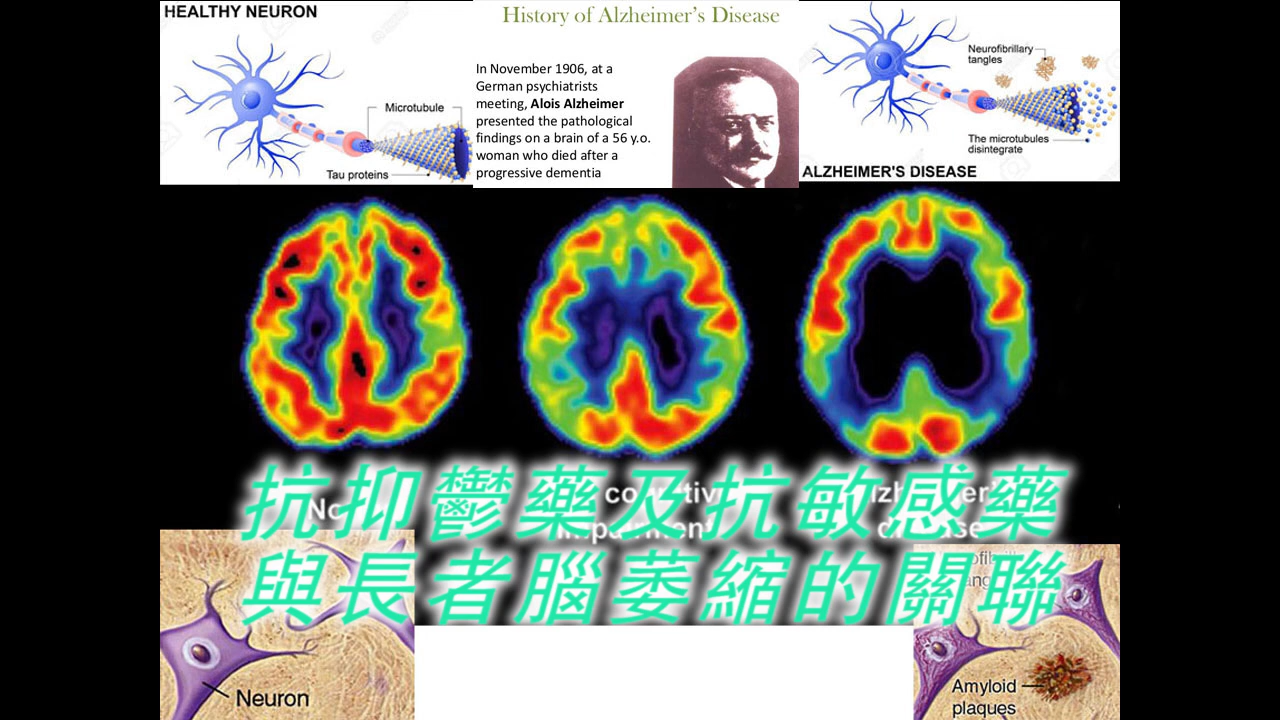 HEALTHY NEURON
Microtubule
Tau proteins
History of Alzheimer's Disease
In November 1906, at a
German psychiatrists
meeting, Alois Alzheimer
presented the pathological
findings on a brain of a 56 y.o.
woman who died after a
progressive dementia
Neurofibrillary
tangles
The microtubules
disintegrate
ALZHEIMER'S DISEASE
抗抑鬱藥及抗敏感藥
與長者腦萎縮的關聯
Neuron
Amyloid
plaques